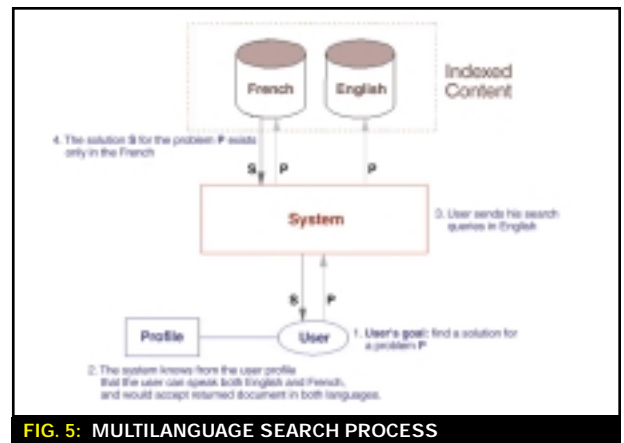 French English
Indexed
Content
4. The solution S for the problem P exists
only in the French
S P P
System
3. User sends his search
queries in English
S P
Profile
User
1. User's goal: find a solution for
a problem P
2. The system knows from the user profile
that the user can speak both English and French,
and would accept returned document in both languages.
FIG. 5: MULTILANGUAGE SEARCH PROCESS